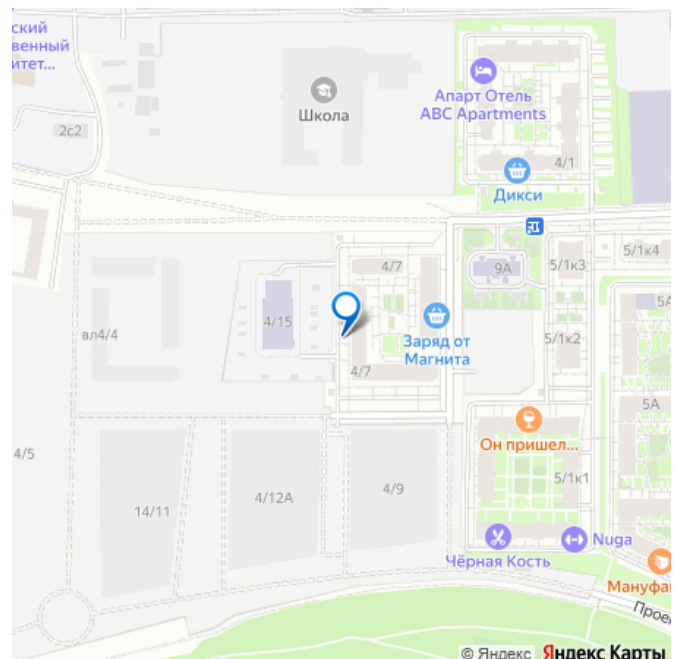 ский
венный
итет...
2с2
Школа
Апарт Отель
ABC Apartments
4/1
Дикси
4/7
9А
5/1к3
5/1к4
4/15
вл4/4
Заряд от
Магнита
5/1к2
4/7
5А
Он пришел...
4/5
14/11
4/12А
4/9
5/1к1
Чёрная Кость
Nuga
Мануфа
Прое
© Яндекс Яндекс Карты